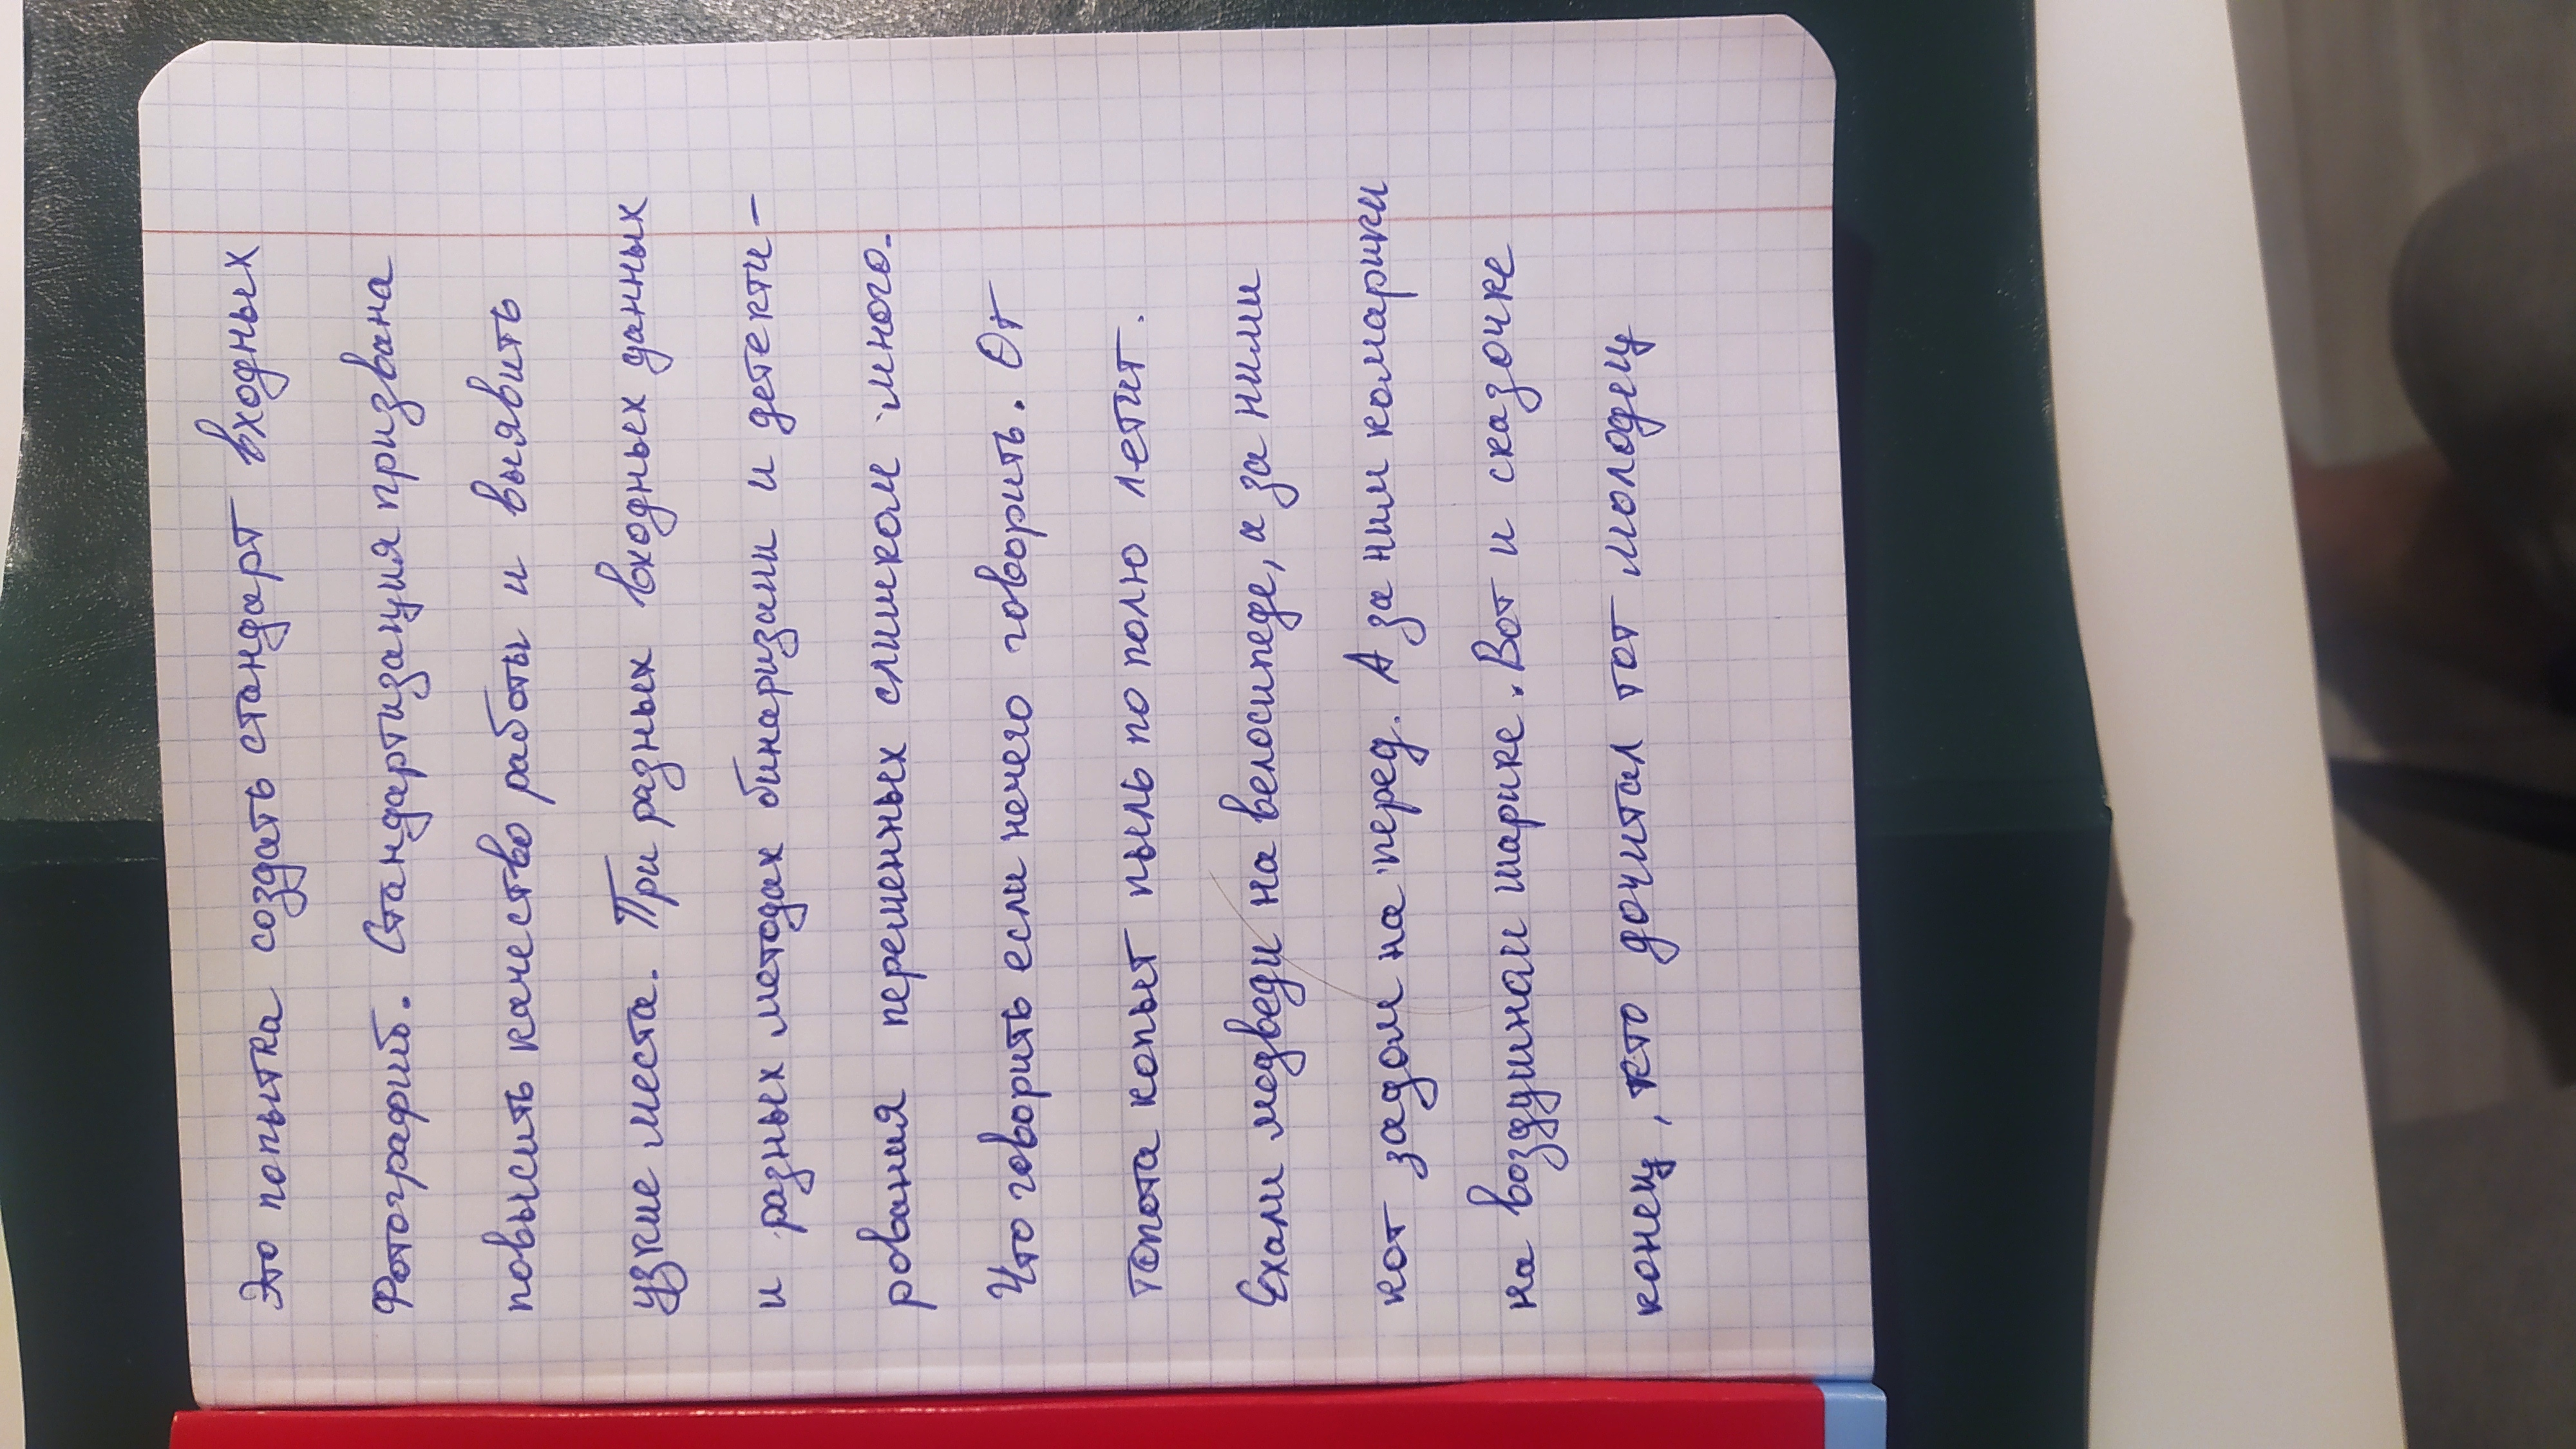 Это попытка создать стандарт входных
фотографий. Стандартизация призвана
повысить качество работы и выявить
узкие места. При разных входных данных
и разных методах бинаризации и детекти-
рования переменных слишком много.
Что говорить если нечего говорить. От
топота копыт пыль по полю летит.
Ехали медведи на велосипеде, а за ними
кот задом на перед. А за ним комарики
на воздушном шарике. Вот и сказочке
конец, кто дочитал тот молодец